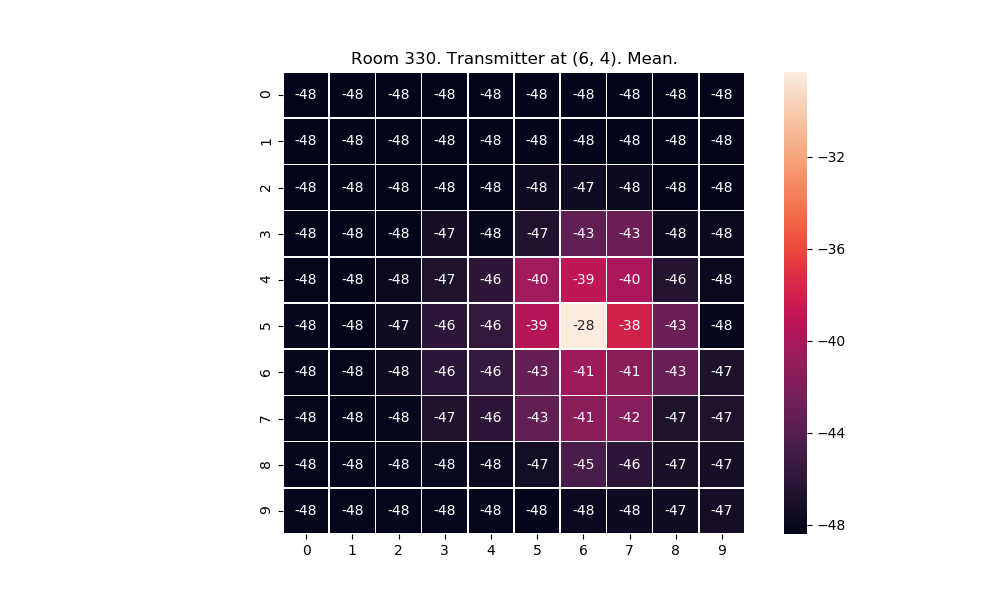 Room 330. Transmitter at (6, 4). Mean.
0 -48 -48 -48 -48 -48 -48 -48 -48 -48 -48
1 -48 -48 -48 -48 -48 -48 -48 -48 -48 -48
−32
2 -48 -48 -48 -48 -48 -48 -47 -48 -48 -48
3 -48 -48 -48 -47 -48 -47 -43 -43 -48 -48
−36
4 -48 -48 -48 -47 -46 -40 -39 -40 -46 -48
5 -48 -48 -47 -46 -46 -39 -28 -38 -43 -48
−40
6 -48 -48 -48 -46 -46 -43 -41 -41 -43 -47
7 -48 -48 -48 -47 -46 -43 -41 -42 -47 -47
−44
8 -48 -48 -48 -48 -48 -47 -45 -46 -47 -47
9 -48 -48 -48 -48 -48 -48 -48 -48 -47 -47
−48
0 1 2 3 4 5 6 7 8 9